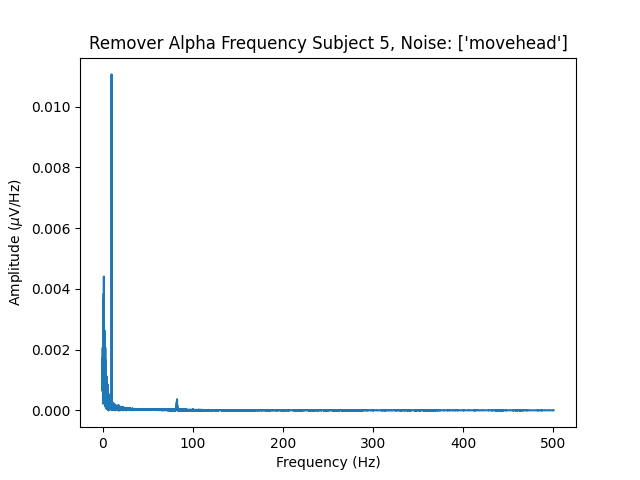 Remover Alpha Frequency Subject 5, Noise: ['movehead']
0.010
0.008
0.006
0.004
0.002
0.000
Amplitude (μV/Hz)
0 100 200 300 400 500
Frequency (Hz)